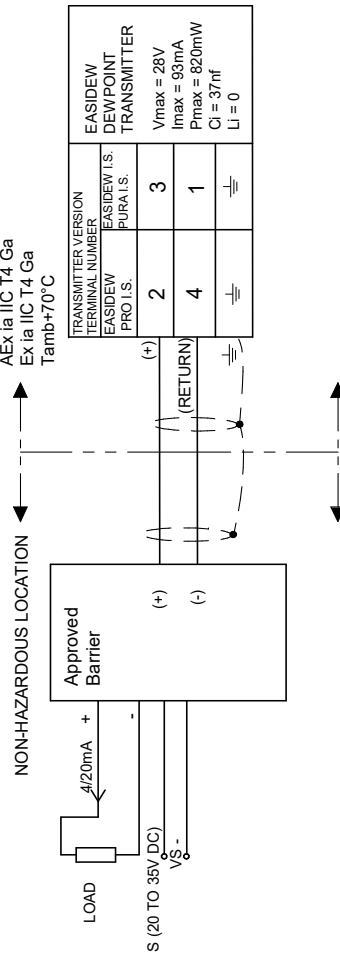 AEx ia IIC T4 Ga
Ex ia IIC T4 Ga
Tamb+70°C
NON-HAZARDOUS LOCATION
LOAD
4/20mA
+
-
S (20 TO 35V DC)
VS -
Approved
Barrier
(+)
(-)
(+)
(RETURN)
TRANSMITTER VERSION
TERMINAL NUMBER
EASIDEW
PRO I.S.
EASIDEW I.S.
PURA I.S.
2
3
4
1
EASIDEW
DEWPOINT
TRANSMITTER
Vmax = 28V
Imax = 93mA
Pmax = 820mW
Ci = 37nf
Li = 0